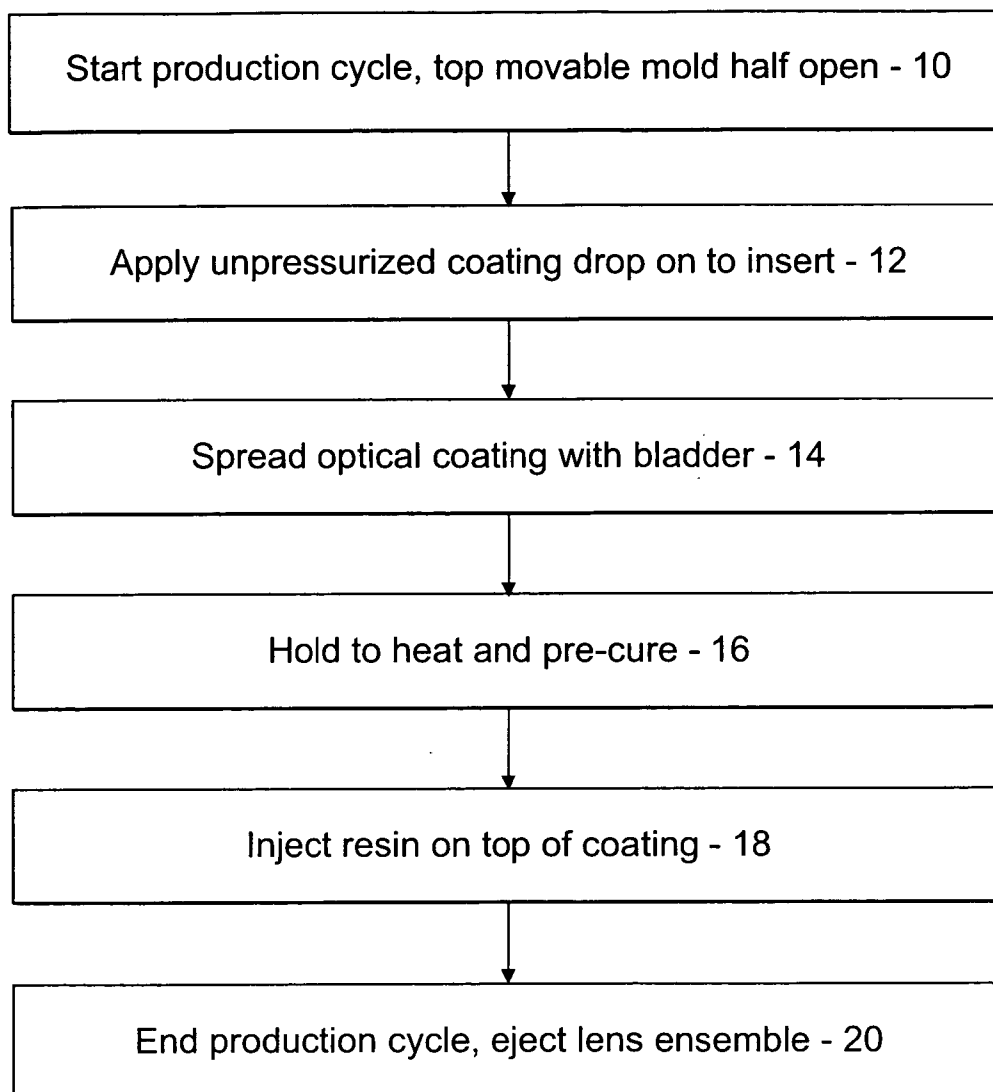 Start production cycle, top movable mold half open - 10
Apply unpressurized coating drop on to insert - 12
Spread optical coating with bladder - 14
Hold to heat and pre-cure - 16
Inject resin on top of coating - 18
End production cycle, eject lens ensemble - 20